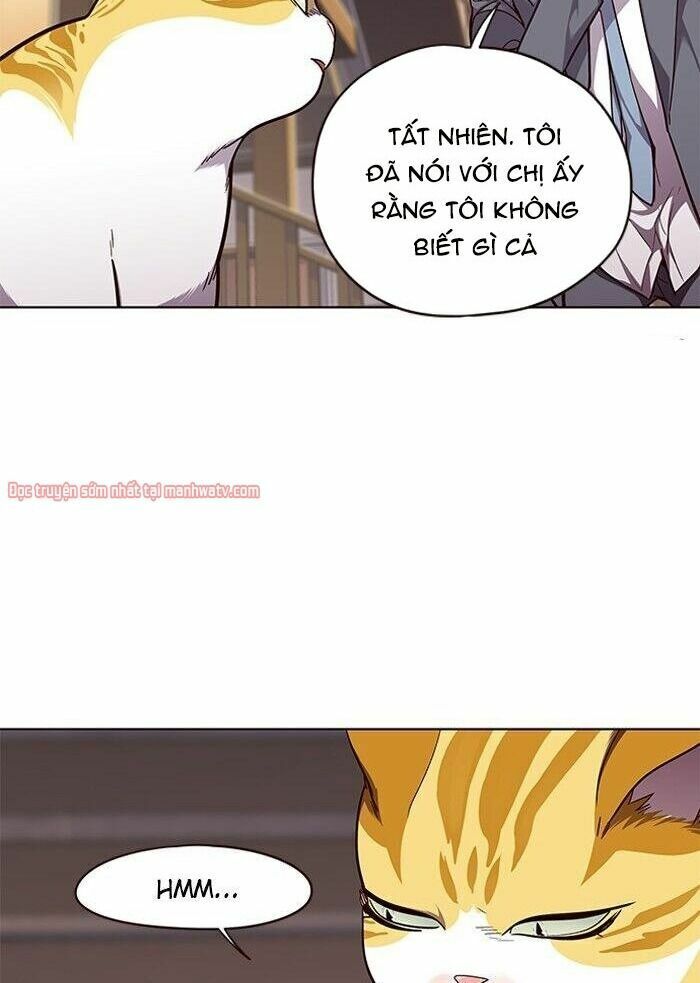 TẤT NHIÊN. TÔI
ĐÃ NÓI VỚI CHỊ ẤY
RẰNG TÔI KHÔNG
BIẾT GÌ CẢ
Đọc truyện sớm nhất tại manhwatv.com
HMM...